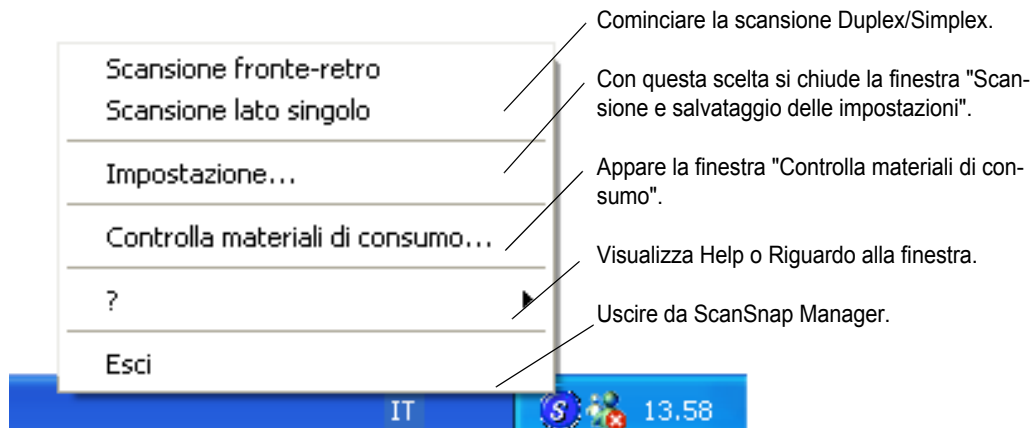 Cominciare la scansione Duplex/Simplex.
Scansione fronte-retro
Scansione lato singolo
Con questa scelta si chiude la finestra "Scan-
sione e salvataggio delle impostazioni".
Impostazione...
Appare la finestra "Controlla materiali di con-
sumo".
Controlla materiali di consumo...
Visualizza Help o Riguardo alla finestra.
?
Uscire da ScanSnap Manager.
Esci
IT
S
13.58